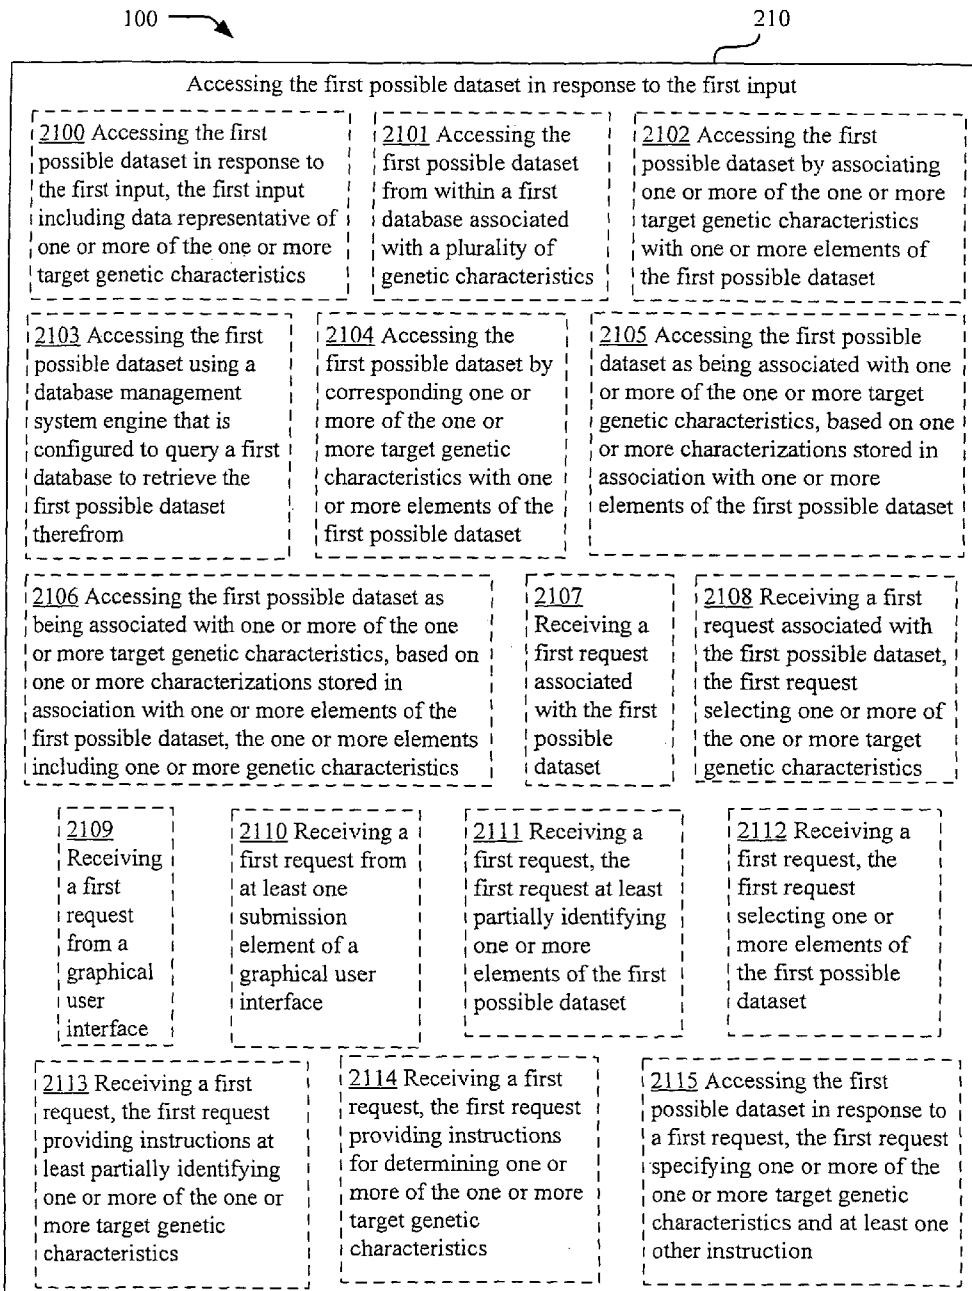 100
210
Accessing the first possible dataset in response to the first input
2100 Accessing the first
possible dataset in response to
the first input, the first input
including data representative of
one or more of the one or more
target genetic characteristics
2101 Accessing the
first possible dataset
from within a first
database associated
with a plurality of
genetic characteristics
2102 Accessing the first
possible dataset by associating
one or more of the one or more
target genetic characteristics
with one or more elements of
the first possible dataset
2103 Accessing the first
possible dataset using a
database management
system engine that is
configured to query a first
database to retrieve the
first possible dataset
therefrom
2104 Accessing the
first possible dataset by
corresponding one or
more of the one or
more target genetic
characteristics with one
or more elements of the
first possible dataset
2105 Accessing the first possible
dataset as being associated with one
or more of the one or more target
genetic characteristics, based on one
or more characterizations stored in
association with one or more
elements of the first possible dataset
2106 Accessing the first possible dataset as
being associated with one or more of the one
or more target genetic characteristics, based on
one or more characterizations stored in
association with one or more elements of the
first possible dataset, the one or more elements
including one or more genetic characteristics
2107
Receiving a
first request
associated
with the first
possible
dataset
2108 Receiving a first
request associated with
the first possible dataset,
the first request
selecting one or more of
the one or more target
genetic characteristics
2109
Receiving
a first
request
from a
graphical
user
interface
2110 Receiving a
first request from
at least one
submission
element of a
graphical user
interface
2111 Receiving a
first request, the
first request at least
partially identifying
one or more
elements of the first
possible dataset
2112 Receiving a
first request, the
first request
selecting one or
more elements of
the first possible
dataset
2113 Receiving a first
request, the first request
providing instructions at
least partially identifying
one or more of the one or
more target genetic
characteristics
2114 Receiving a first
request, the first request
providing instructions
for determining one or
more of the one or more
target genetic
characteristics
2115 Accessing the first
possible dataset in response to
a first request, the first request
specifying one or more of the
one or more target genetic
characteristics and at least one
other instruction